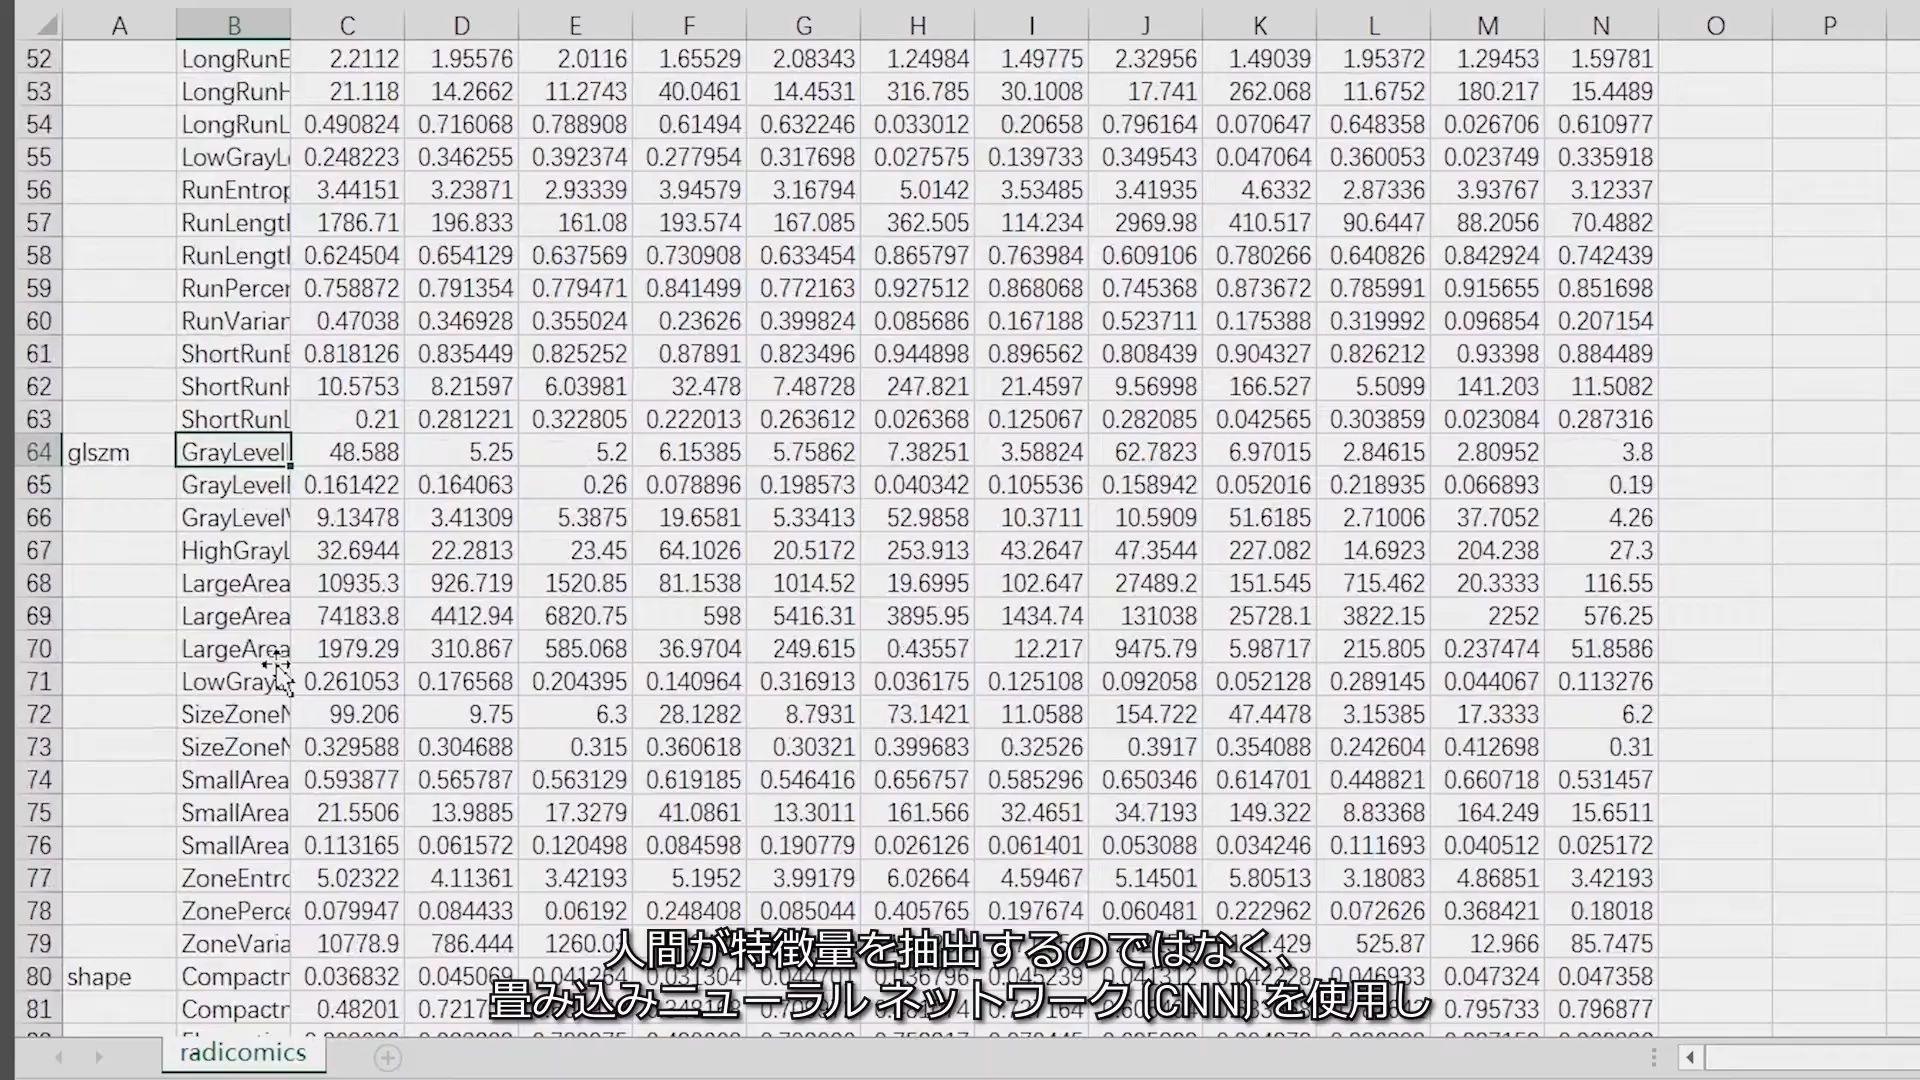 A B C D E F G H I J K L M N O P
52 LongRunE 2.2112 1.95576 2.0116 1.65529 2.08343 1.24984 1.49775 2.32956 1.49039 1.95372 1.29453 1.59781
53 LongRunH 21.118 14.2662 11.2743 40.0461 14.4531 316.785 30.1008 17.741 262.068 11.6752 180.217 15.4489
54 LongRunL 0.490824 0.716068 0.788908 0.61494 0.632246 0.033012 0.20658 0.796164 0.070647 0.648358 0.026706 0.610977
55 LowGrayL 0.248223 0.346255 0.392374 0.277954 0.317698 0.027575 0.139733 0.349543 0.047064 0.360053 0.023749 0.335918
56 RunEntrop 3.44151 3.23871 2.93339 3.94579 3.16794 5.0142 3.53485 3.41935 4.6332 2.87336 3.93767 3.12337
57 RunLength 1786.71 196.833 161.08 193.574 167.085 362.505 114.234 2969.98 410.517 90.6447 88.2056 70.4882
58 RunLength 0.624504 0.654129 0.637569 0.730908 0.633454 0.865797 0.763984 0.609106 0.780266 0.640826 0.842924 0.742439
59 RunPercer 0.758872 0.791354 0.779471 0.841499 0.772163 0.927512 0.868068 0.745368 0.873672 0.785991 0.915655 0.851698
60 RunVariar 0.47038 0.346928 0.355024 0.23626 0.399824 0.085686 0.167188 0.523711 0.175388 0.319992 0.096854 0.207154
61 ShortRunE 0.818126 0.835449 0.825252 0.87891 0.823496 0.944898 0.896562 0.808439 0.904327 0.826212 0.93398 0.884489
62 ShortRunH 10.5753 8.21597 6.03981 32.478 7.48728 247.821 21.4597 9.56998 166.527 5.5099 141.203 11.5082
63 ShortRunL 0.21 0.281221 0.322805 0.222013 0.263612 0.026368 0.125067 0.282085 0.042565 0.303859 0.023084 0.287316
64 glszm GrayLevel 48.588 5.25 5.2 6.15385 5.75862 7.38251 3.58824 62.7823 6.97015 2.84615 2.80952 3.8
65 GrayLevel 0.161422 0.164063 0.26 0.078896 0.198573 0.040342 0.105536 0.158942 0.052016 0.218935 0.066893 0.19
66 GrayLevelV 9.13478 3.41309 5.3875 19.6581 5.33413 52.9858 10.3711 10.5909 51.6185 2.71006 37.7052 4.26
67 HighGrayL 32.6944 22.2813 23.45 64.1026 20.5172 253.913 43.2647 47.3544 227.082 14.6923 204.238 27.3
68 LargeArea 10935.3 926.719 1520.85 81.1538 1014.52 19.6995 102.647 27489.2 151.545 715.462 20.3333 116.55
69 LargeArea 74183.8 4412.94 6820.75 598 5416.31 3895.95 1434.74 131038 25728.1 3822.15 2252 576.25
70 LargeArea 1979.29 310.867 585.068 36.9704 249.615 0.43557 12.217 9475.79 5.98717 215.805 0.237474 51.8586
71 LowGray 0.261053 0.176568 0.204395 0.140964 0.316913 0.036175 0.125108 0.092058 0.052128 0.289145 0.044067 0.113276
72 SizeZoneN 99.206 9.75 6.3 28.1282 8.7931 73.1421 11.0588 154.722 47.4478 3.15385 17.3333 6.2
73 SizeZoneN 0.329588 0.304688 0.315 0.360618 0.30321 0.399683 0.32526 0.3917 0.354088 0.242604 0.412698 0.31
74 SmallArea 0.593877 0.565787 0.563129 0.619185 0.546416 0.656757 0.585296 0.650346 0.614701 0.448821 0.660718 0.531457
75 SmallArea 21.5506 13.9885 17.3279 41.0861 13.3011 161.566 32.4651 34.7193 149.322 8.83368 164.249 15.6511
76 SmallArea 0.113165 0.061572 0.120498 0.084598 0.190779 0.026126 0.061401 0.053088 0.034246 0.111693 0.040512 0.025172
77 ZoneEntro 5.02322 4.11361 3.42193 5.1952 3.99179 6.02664 4.59467 5.14501 5.80513 3.18083 4.86851 3.42193
78 ZonePerce 0.079947 0.084433 0.06192 0.248408 0.085044 0.405765 0.197674 0.060481 0.222962 0.072626 0.368421 0.18018
79 ZoneVaria 10778.9 786.444 525.87 12.966 85.7475
人間が特徴量を抽出するのではなく、
80 shape Compactn 0.036832 0.046933 0.047324 0.047358
畳み込みニューラル ネットワーク (CNN) を使用し
81 Compactn 0.48201 0.795733 0.796877
radicomics